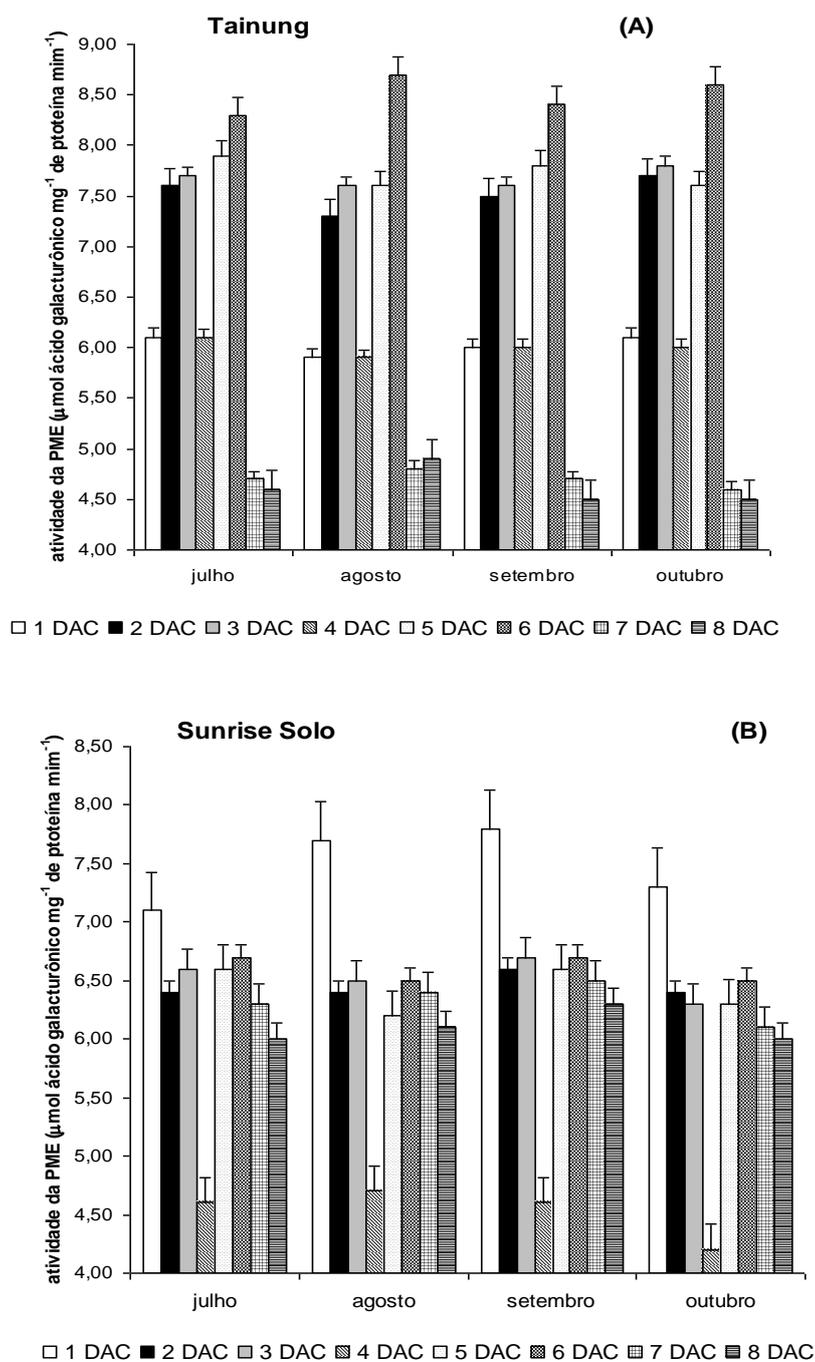 Tainung (A)
atividade da PME (µmol ácido galacturônico mg-1 de ptoteína mim-1)
9,00
8,50
8,00
7,50
7,00
6,50
6,00
5,50
5,00
4,50
4,00
julho agosto setembro outubro
1 DAC 2 DAC 3 DAC 4 DAC 5 DAC 6 DAC 7 DAC 8 DAC
Sunrise Solo (B)
atividade da PME (µmol ácido galacturônico mg-1 de ptoteína mim-1)
8,50
8,00
7,50
7,00
6,50
6,00
5,50
5,00
4,50
4,00
julho agosto setembro outubro
1 DAC 2 DAC 3 DAC 4 DAC 5 DAC 6 DAC 7 DAC 8 DAC